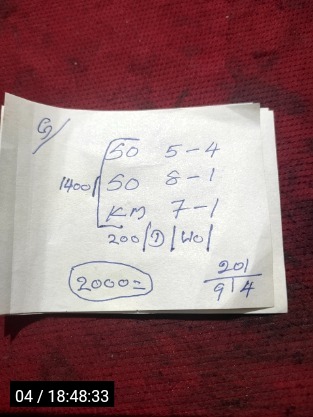 G/
SO 5-4
1400/ SO 8-1
KM 7-1
200/D/WO/
2000=
201
9 | 4
04 / 18:48:33